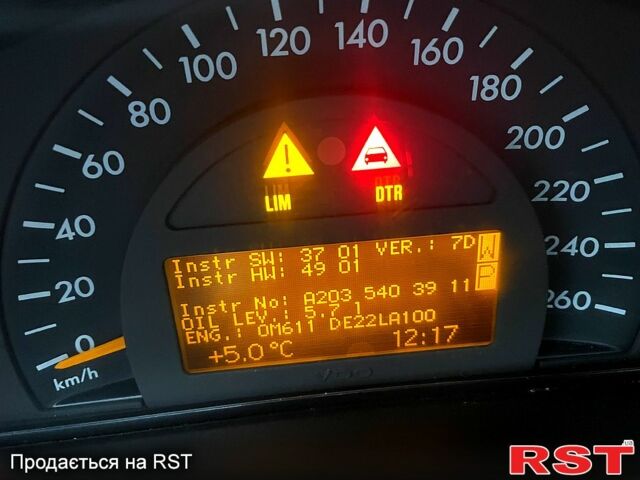 0
20
40
60
80
100
120
140
160
180
200
220
240
260
km/h
LIM
DTR
Instr SW: 37 01 VER.: 7D W
Instr HW: 49 01
P
Instr No: A203 540 39 11
OIL LEV.: 5.7 l
ENG.: OM611 DE22LA100
+5.0°C 12:17
VDO
Продається на RST
RST